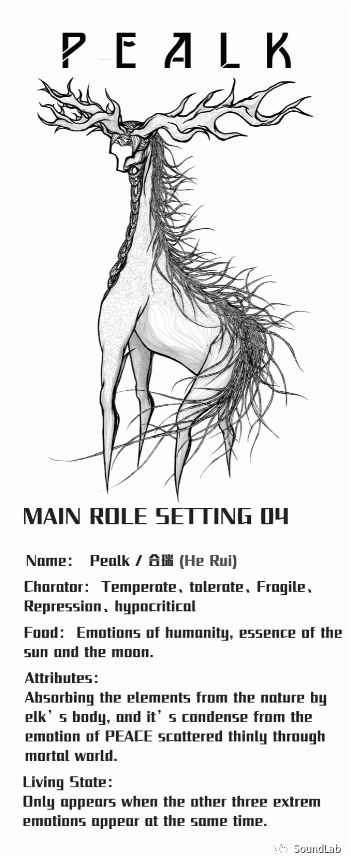 PEALK
MAIN ROLE SETTING 04
Name： Pealk / 合瑞 (He Rui)
Charator： Temperate、tolerate、Fragile、
Repression、hypocritical
Food： Emotions of humanity, essence of the
sun and the moon.
Attributes：
Absorbing the elements from the nature by
elk’s body, and it’s condense from the
emotion of PEACE scattered thinly through
mortal world.
Living State：
Only appears when the other three extrem
emotions appear at the same time.
SoundLab